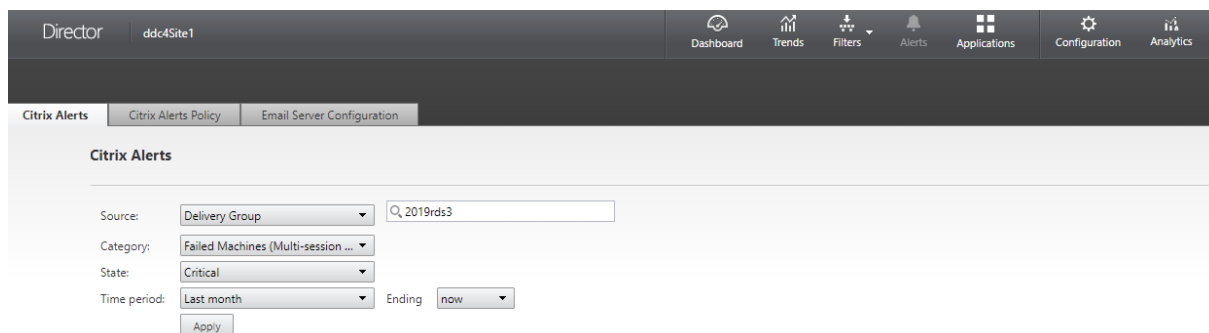 Director ddc4Site1
Dashboard Trends Filters Alerts Applications Configuration Analytics
Citrix Alerts Citrix Alerts Policy Email Server Configuration
Citrix Alerts
Source: Delivery Group 2019rds3
Category: Failed Machines (Multi-session ...
State: Critical
Time period: Last month Ending now
Apply